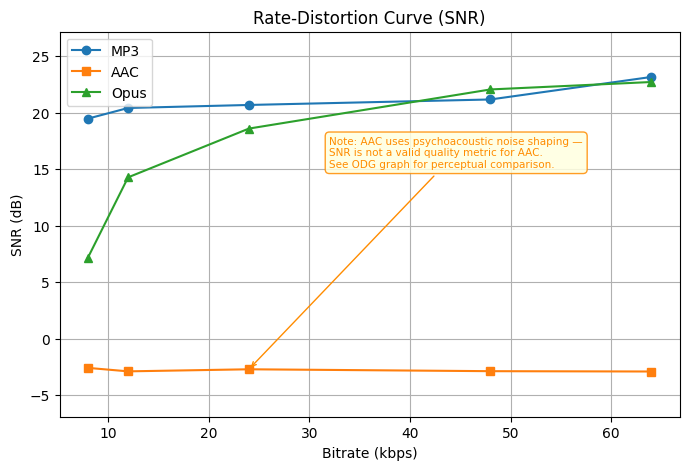 Rate-Distortion Curve (SNR)
MP3
AAC
Opus
Note: AAC uses psychoacoustic noise shaping —
SNR is not a valid quality metric for AAC.
See ODG graph for perceptual comparison.
SNR (dB)
25
20
15
10
5
0
−5
10
20
30
40
50
60
Bitrate (kbps)